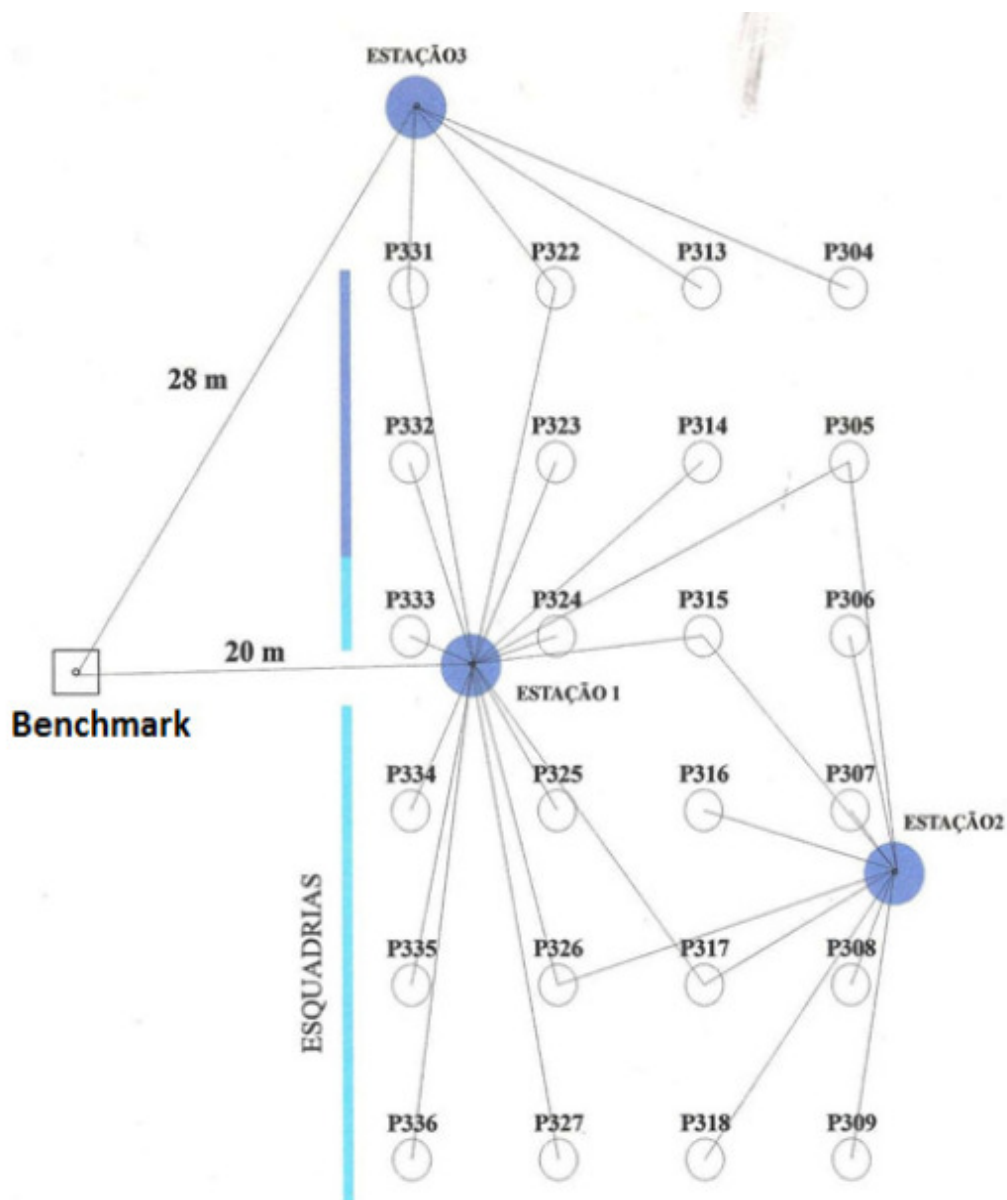 ESTAÇÃO3
P331 P322 P313 P304
28 m
P332 P323 P314 P305
P333 P324 P315 P306
20 m
ESTAÇÃO 1
Benchmark
P334 P325 P316 P307
ESTAÇÃO2
ESQUADRIAS
P335 P326 P317 P308
P336 P327 P318 P309